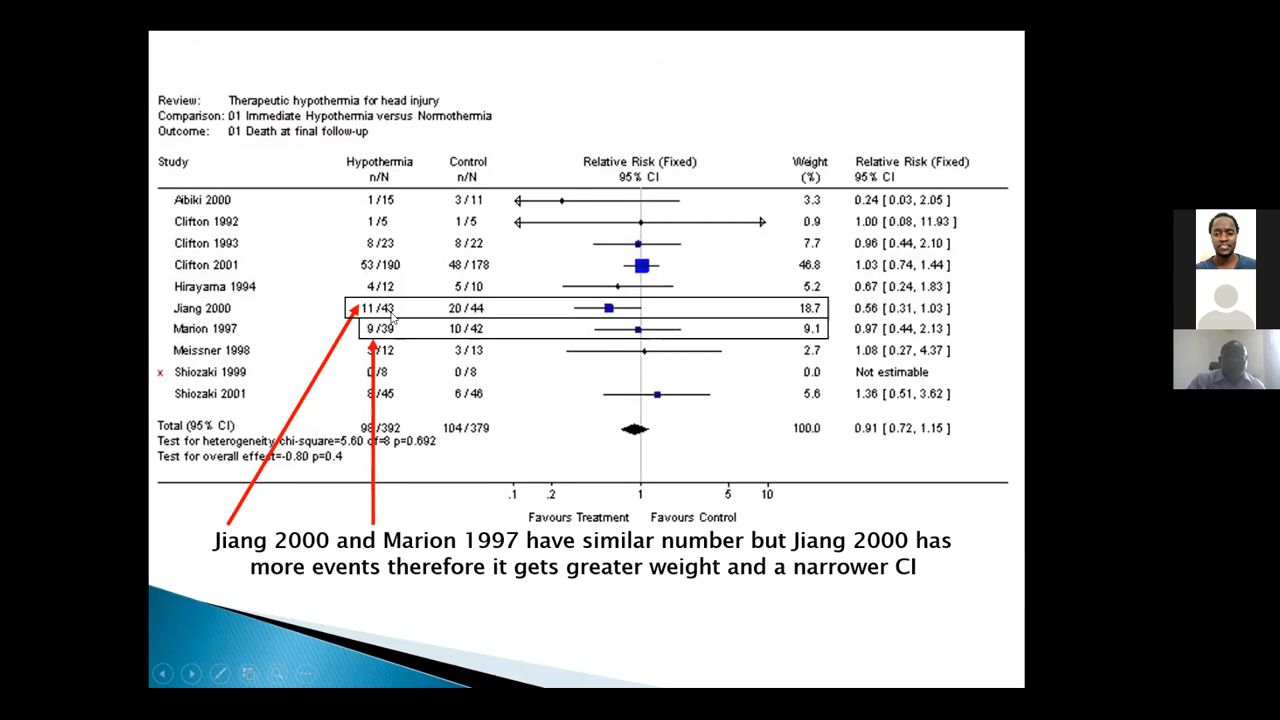 Review: Therapeutic hypothermia for head injury
Comparison: 01 Immediate Hypothermia versus Normothermia
Outcome: 01 Death at final follow-up
Study Hypothermia Control Relative Risk (Fixed) Weight Relative Risk (Fixed)
n/N n/N 95% CI (%) 95% CI
Aibiki 2000 1/15 3/11 3.3 0.24 [0.03, 2.05]
Clifton 1992 1/5 1/5 0.9 1.00 [0.08, 11.93]
Clifton 1993 8/23 8/22 7.7 0.96 [0.44, 2.10]
Clifton 2001 53/190 48/178 46.8 1.03 [0.74, 1.44]
Hirayama 1994 4/12 5/10 5.2 0.67 [0.24, 1.83]
Jiang 2000 11/43 20/44 18.7 0.56 [0.31, 1.03]
Marion 1997 9/39 10/42 9.1 0.97 [0.44, 2.13]
Meissner 1998 /12 3/13 2.7 1.08 [0.27, 4.37]
x Shiozaki 1999 0/8 0/8 0.0 Not estimable
Shiozaki 2001 8/45 6/46 5.6 1.36 [0.51, 3.62]
Total (95% CI) 98/392 104/379 100.0 0.91 [0.72, 1.15]
Test for heterogeneity chi-square=5.60 df=8 p=0.692
Test for overall effect=-0.80 p=0.4
.1 .2 1 5 10
Favours Treatment Favours Control
Jiang 2000 and Marion 1997 have similar number but Jiang 2000 has
more events therefore it gets greater weight and a narrower CI